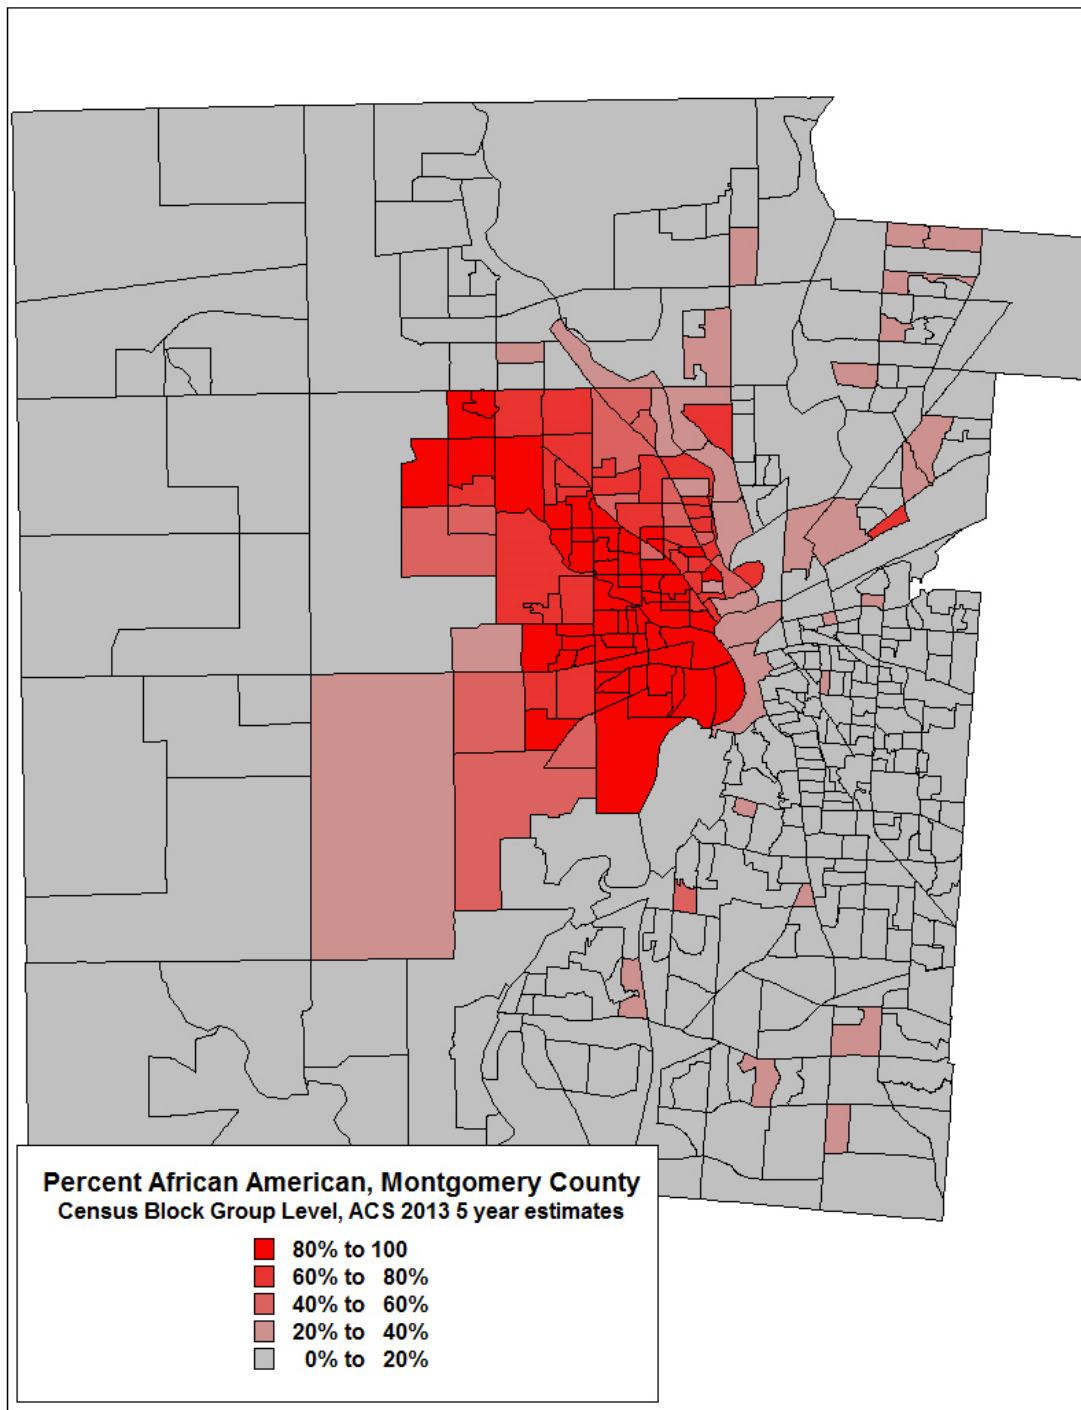 Percent African American, Montgomery County
Census Block Group Level, ACS 2013 5 year estimates
80% to 100
60% to 80%
40% to 60%
20% to 40%
0% to 20%